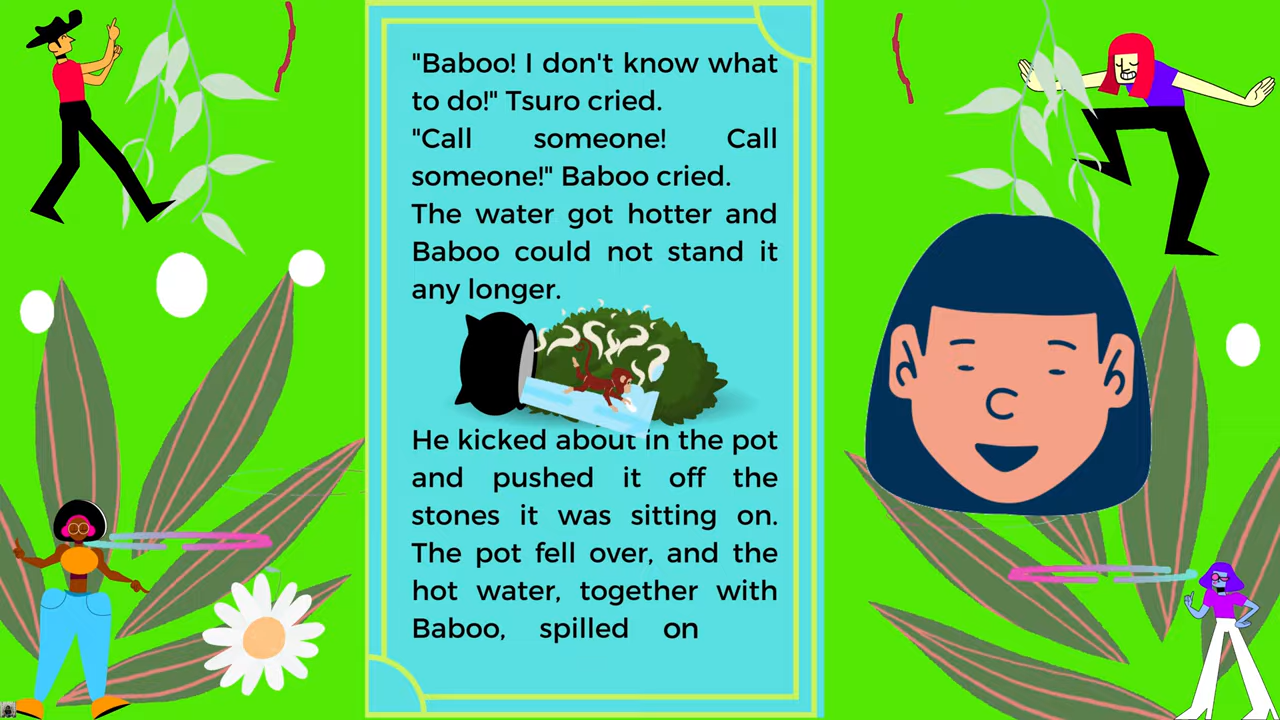 "Baboo! I don't know what
to do!" Tsuro cried.
"Call someone! Call
someone!" Baboo cried.
The water got hotter and
Baboo could not stand it
any longer.
He kicked about in the pot
and pushed it off the
stones it was sitting on.
The pot fell over, and the
hot water, together with
Baboo, spilled on